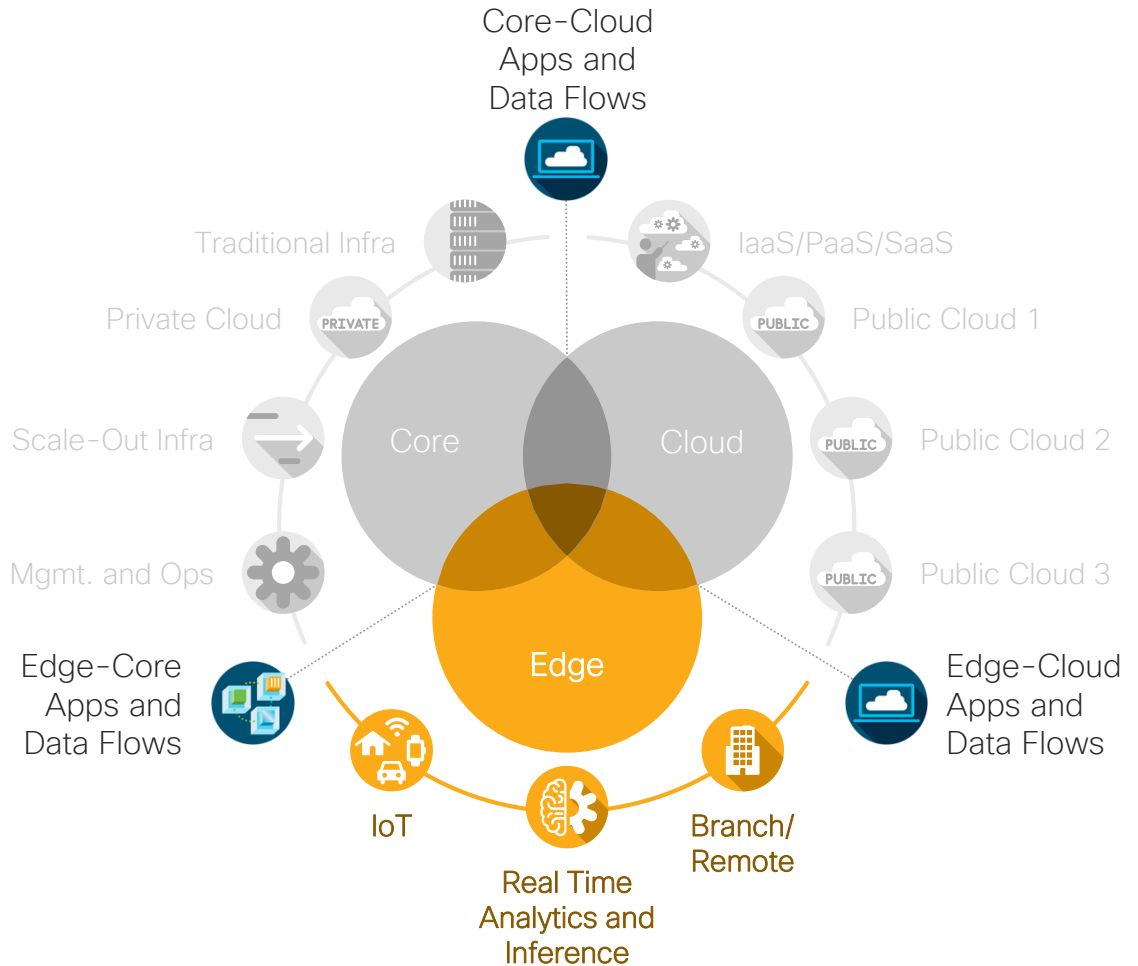 Core-Cloud
Apps and
Data Flows
Traditional Infra
IaaS/PaaS/SaaS
Private Cloud
PRIVATE
PUBLIC
Public Cloud 1
Scale-Out Infra
Core
Cloud
PUBLIC
Public Cloud 2
Mgmt. and Ops
PUBLIC
Public Cloud 3
Edge-Core
Apps and
Data Flows
Edge
Edge-Cloud
Apps and
Data Flows
IoT
Real Time
Analytics and
Inference
Branch/
Remote